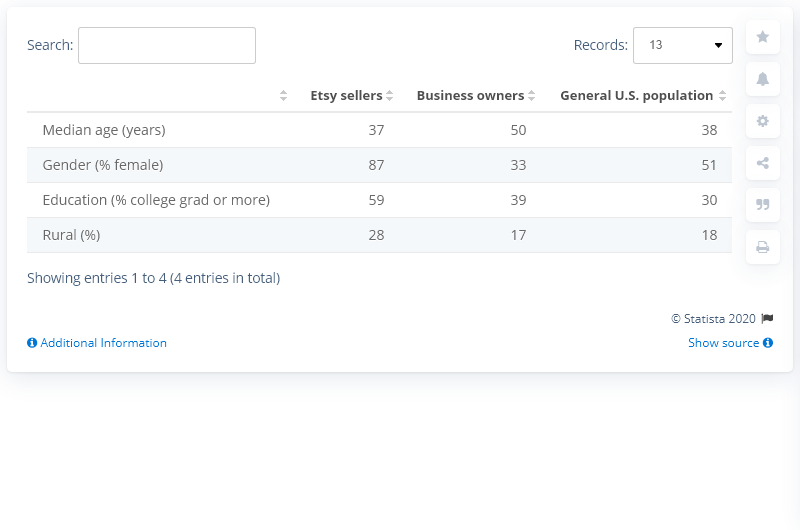 Search:
Records: 13
Etsy sellers Business owners General U.S. population
Median age (years) 37 50 38
Gender (% female) 87 33 51
Education (% college grad or more) 59 39 30
Rural (%) 28 17 18
Showing entries 1 to 4 (4 entries in total)
© Statista 2020
Additional Information Show source